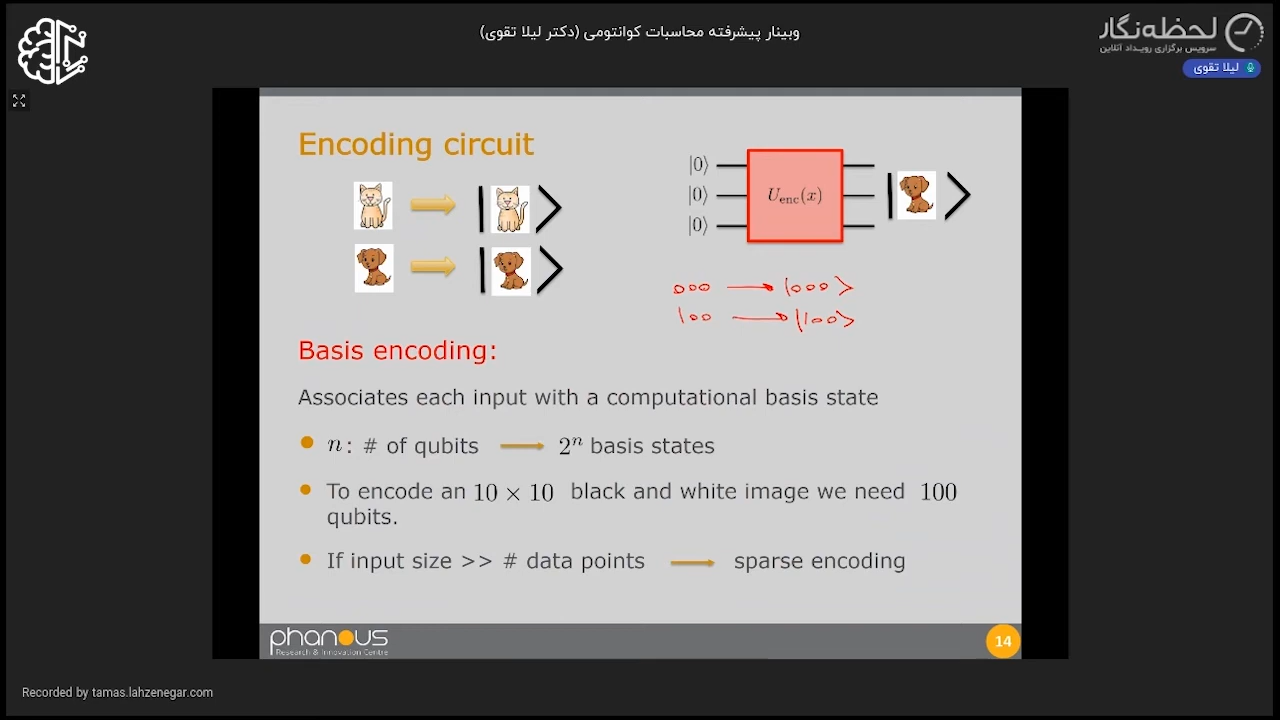 وبینار پیشرفته محاسبات کوانتومی (دکتر لیلا تقوی)
لحظه‌نگار
سرویس برگزاری رویداد آنلاین
لیلا تقوی
Encoding circuit
|0⟩
|0⟩
|0⟩
U_enc(x)
000 → |000⟩
100 → |100⟩
Basis encoding:
Associates each input with a computational basis state
n: # of qubits → 2^n basis states
To encode an 10 × 10 black and white image we need 100
qubits.
If input size >> # data points → sparse encoding
phanous
Research & Innovation Centre
14
Recorded by tamas.lahzenegar.com